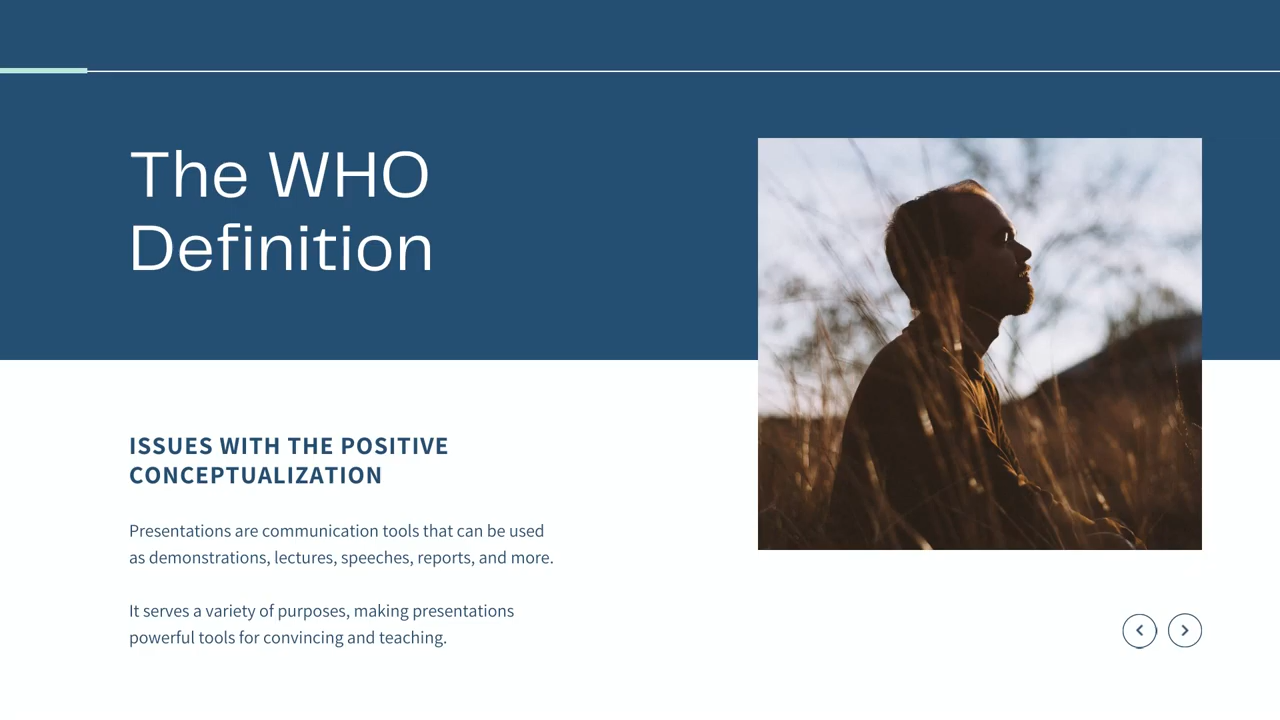 The WHO
Definition
ISSUES WITH THE POSITIVE
CONCEPTUALIZATION
Presentations are communication tools that can be used
as demonstrations, lectures, speeches, reports, and more.
It serves a variety of purposes, making presentations
powerful tools for convincing and teaching.